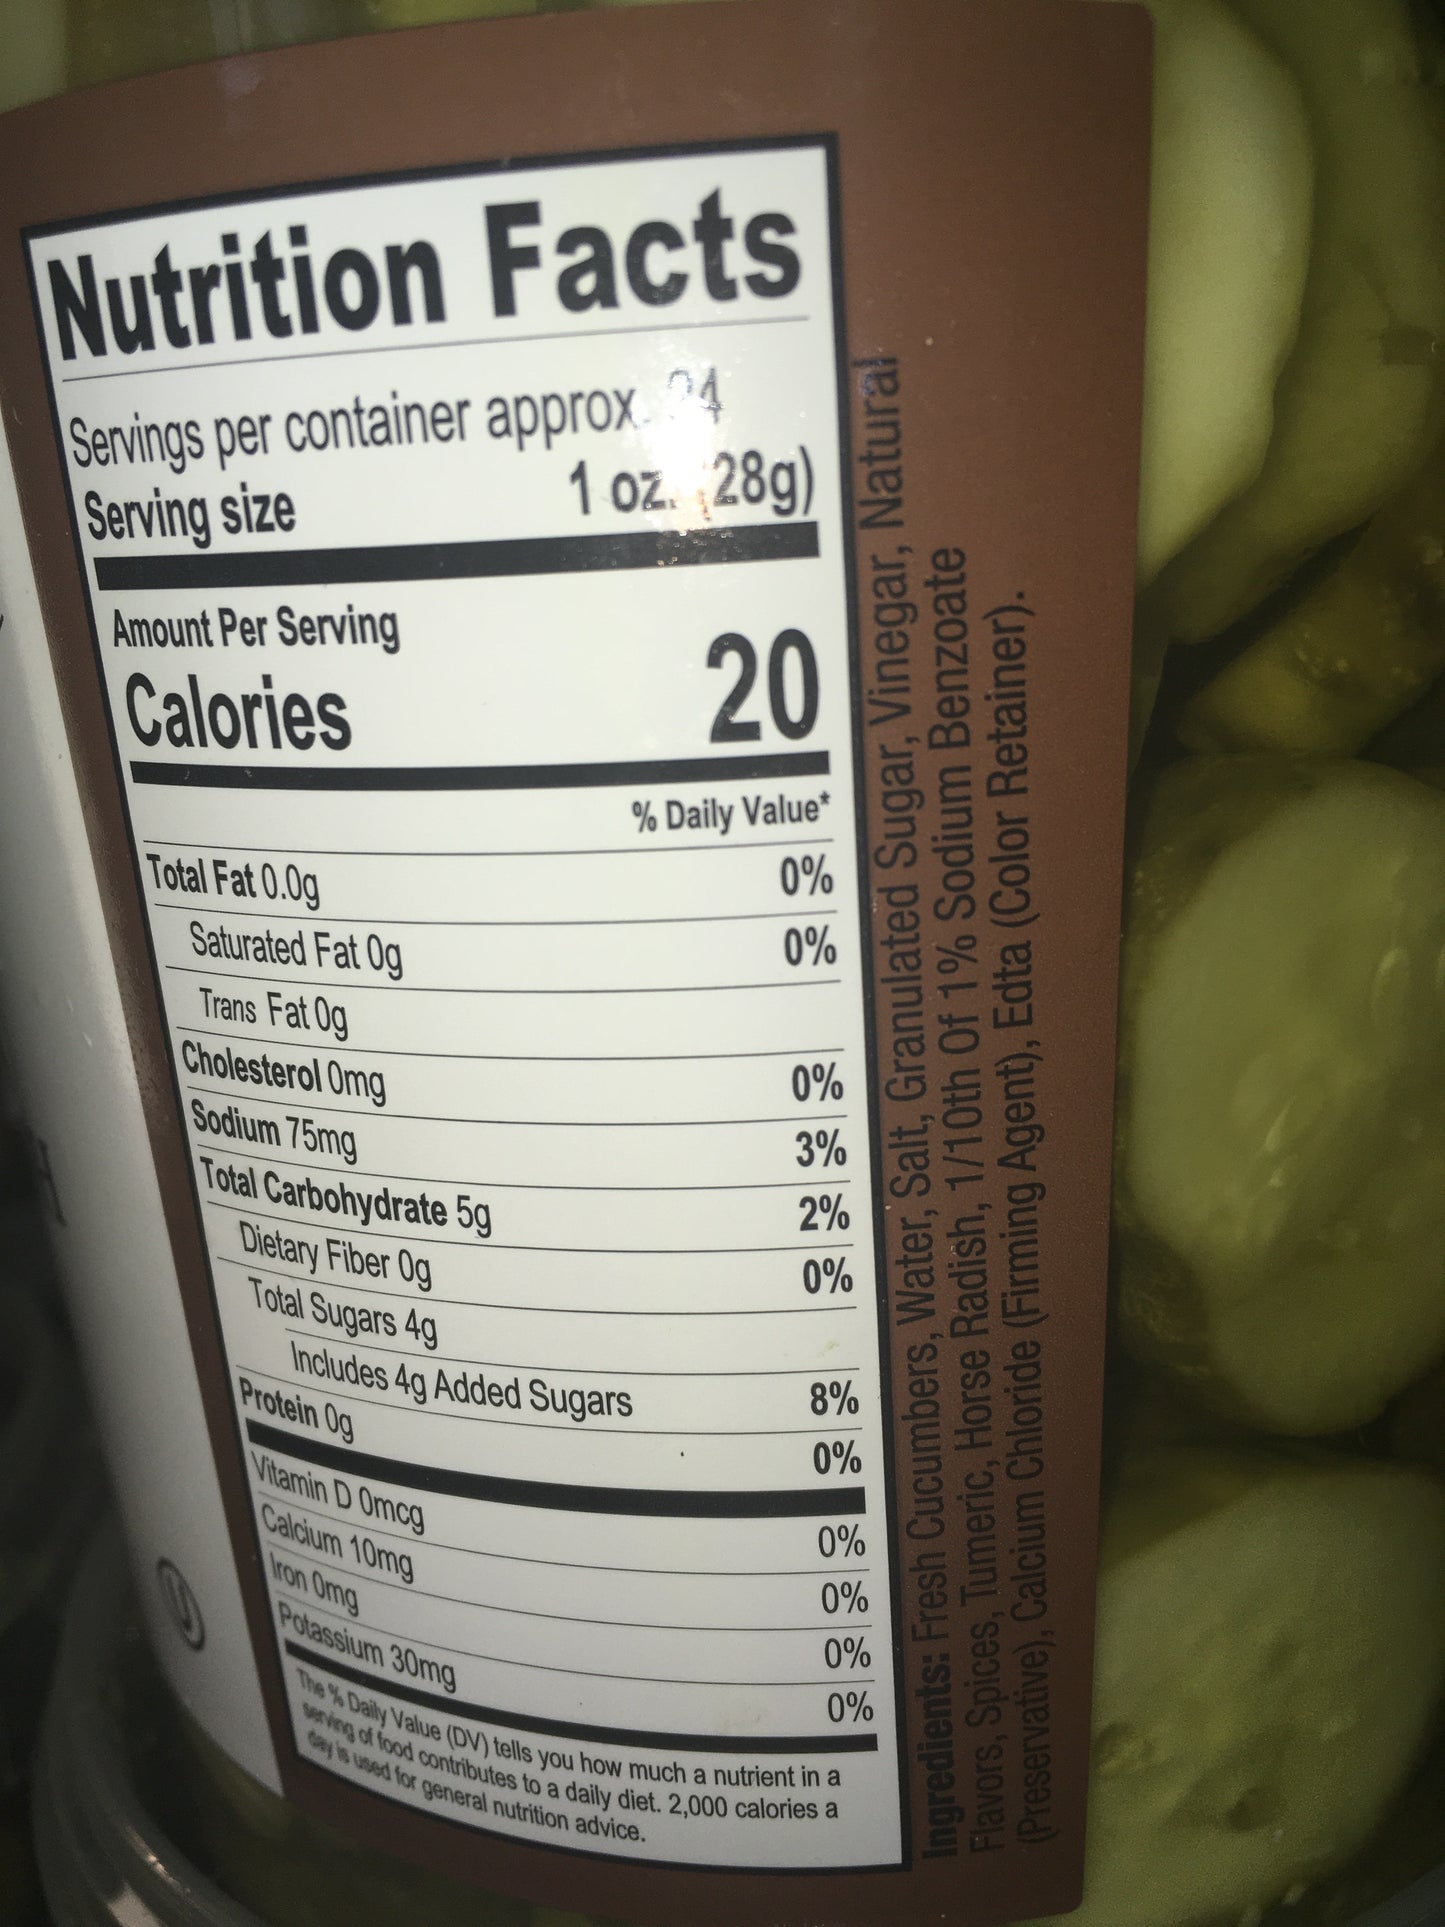 Nutrition Facts
Servings per container approx. 24
Serving size 1 oz. (28g)
Amount Per Serving
Calories 20
% Daily Value*
Total Fat 0.0g 0%
Saturated Fat 0g 0%
Trans Fat 0g
Cholesterol 0mg 0%
Sodium 75mg 3%
Total Carbohydrate 5g 2%
Dietary Fiber 0g 0%
Total Sugars 4g
Includes 4g Added Sugars 8%
Protein 0g 0%
Vitamin D 0mcg 0%
Calcium 10mg 0%
Iron 0mg 0%
Potassium 30mg 0%
The % Daily Value (DV) tells you how much a nutrient in a
serving of food contributes to a daily diet. 2,000 calories a
day is used for general nutrition advice.
Ingredients: Fresh Cucumbers, Water, Salt, Granulated Sugar, Vinegar, Natural
Flavors, Spices, Tumeric, Horse Radish, 1/10th Of 1% Sodium Benzoate
(Preservative), Calcium Chloride (Firming Agent), Edta (Color Retainer).
U